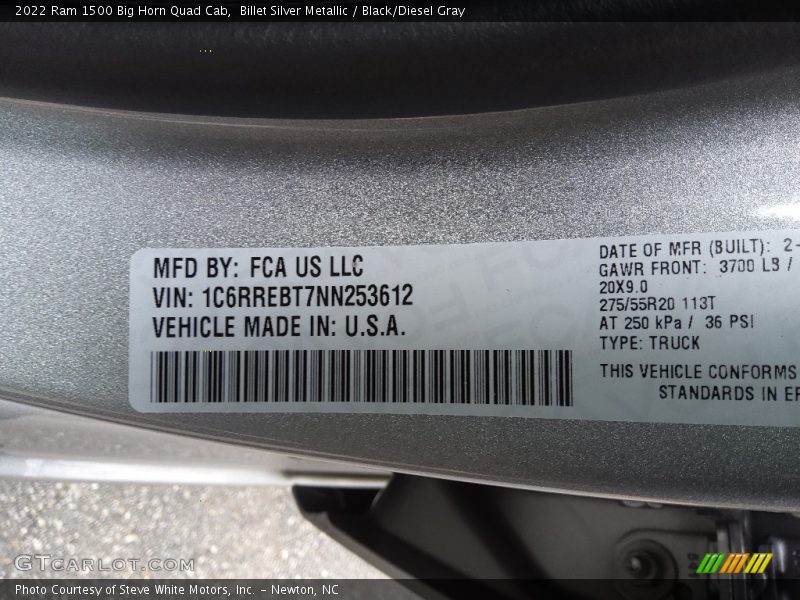 2022 Ram 1500 Big Horn Quad Cab,  Billet Silver Metallic / Black/Diesel Gray
MFD BY: FCA US LLC
VIN: 1C6RREBT7NN253612
VEHICLE MADE IN: U.S.A.
DATE OF MFR (BUILT): 2-
GAWR FRONT: 3700 LB /
20X9.0
275/55R20 113T
AT 250 kPa / 36 PSI
TYPE: TRUCK
THIS VEHICLE CONFORMS
STANDARDS IN
GTCarLot.com
Photo Courtesy of Steve White Motors, Inc. – Newton, NC